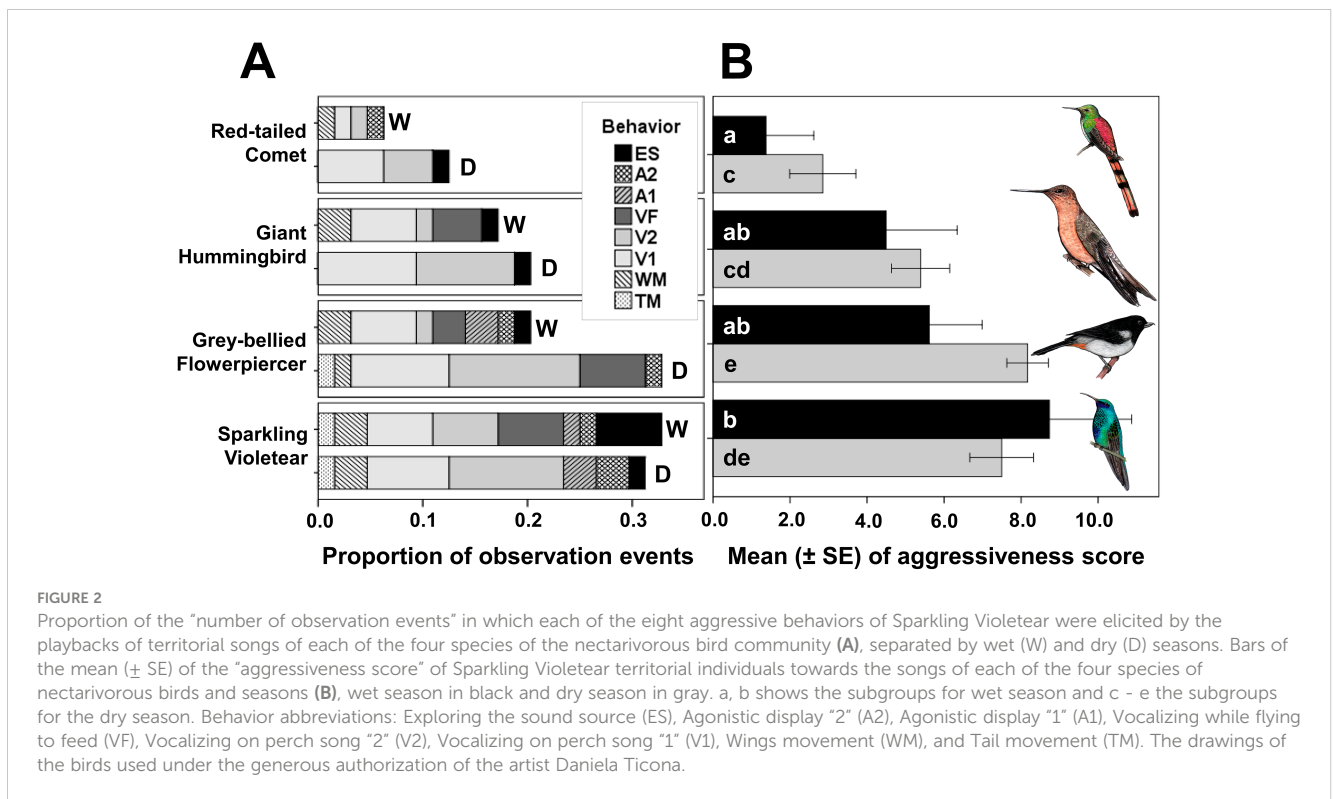 A
B
Red-tailed
Comet
W
D
Giant
Hummingbird
W
D
Grey-bellied
Flowerpiercer
W
D
Sparkling
Violetear
W
D
Behavior
ES
A2
A1
VF
V2
V1
WM
TM
a
c
ab
cd
ab
e
b
de
0.0 0.1 0.2 0.3
Proportion of observation events
0.0 2.0 4.0 6.0 8.0 10.0
Mean (± SE) of aggressiveness score
FIGURE 2
Proportion of the “number of observation events” in which each of the eight aggressive behaviors of Sparkling Violetear were elicited by the
playbacks of territorial songs of each of the four species of the nectarivorous bird community (A), separated by wet (W) and dry (D) seasons. Bars of
the mean (± SE) of the “aggressiveness score” of Sparkling Violetear territorial individuals towards the songs of each of the four species of
nectarivorous birds and seasons (B), wet season in black and dry season in gray. a, b shows the subgroups for wet season and c - e the subgroups
for the dry season. Behavior abbreviations: Exploring the sound source (ES), Agonistic display “2” (A2), Agonistic display “1” (A1), Vocalizing while flying
to feed (VF), Vocalizing on perch song “2” (V2), Vocalizing on perch song “1” (V1), Wings movement (WM), and Tail movement (TM). The drawings of
the birds used under the generous authorization of the artist Daniela Ticona.